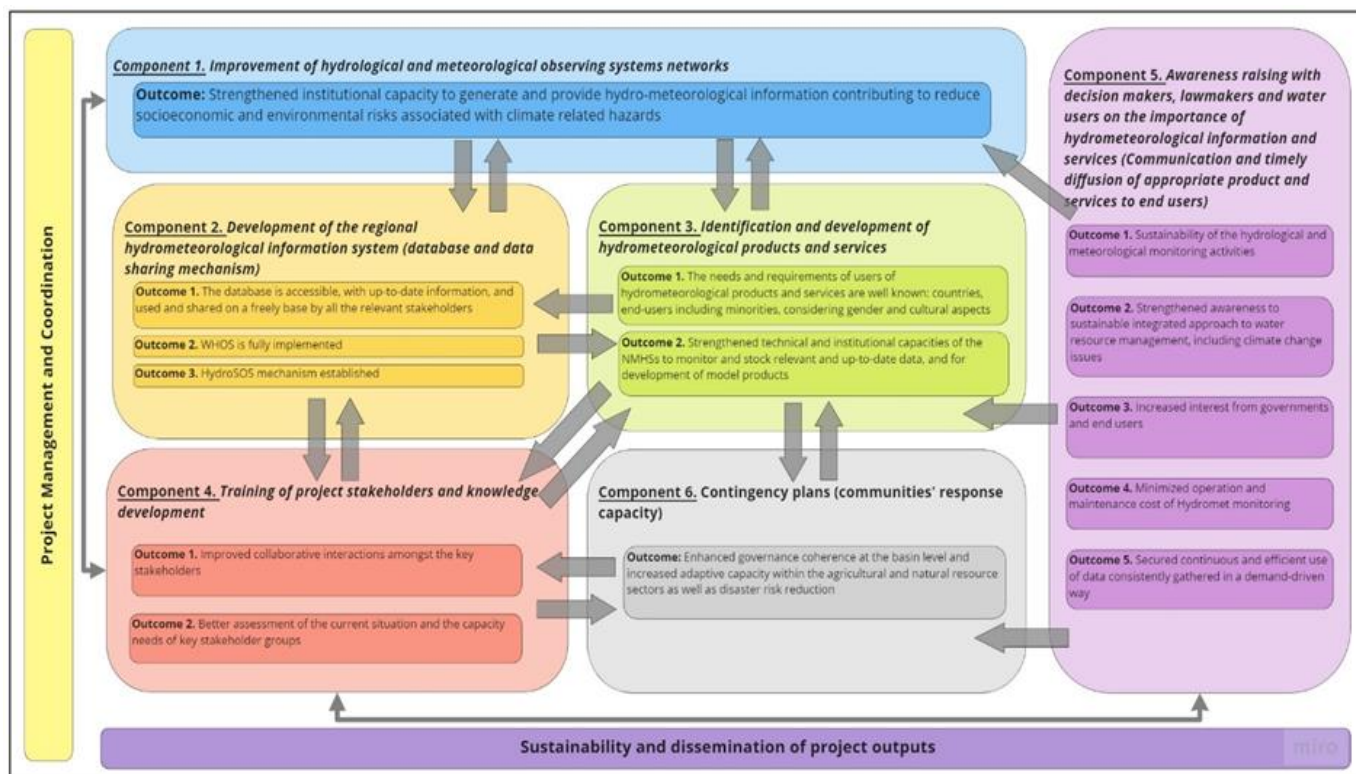 Project Management and Coordination
Component 1. Improvement of hydrological and meteorological observing systems networks
Outcome: Strengthened institutional capacity to generate and provide hydro-meteorological information contributing to reduce
socioeconomic and environmental risks associated with climate related hazards
Component 2. Development of the regional
hydrometeorological information system (database and data
sharing mechanism)
Outcome 1. The database is accessible, with up-to-date information, and
used and shared on a freely base by all the relevant stakeholders
Outcome 2. WHOS is fully implemented
Outcome 3. HydroSOS mechanism established
Component 3. Identification and development of
hydrometeorological products and services
Outcome 1. The needs and requirements of users of
hydrometeorological products and services are well known: countries,
end-users including minorities, considering gender and cultural aspects
Outcome 2. Strengthened technical and institutional capacities of the
NMHSs to monitor and stock relevant and up-to-date data, and for
development of model products
Component 4. Training of project stakeholders and knowledge
development
Outcome 1. Improved collaborative interactions amongst the key
stakeholders
Outcome 2. Better assessment of the current situation and the capacity
needs of key stakeholder groups
Component 6. Contingency plans (communities' response
capacity)
Outcome: Enhanced governance coherence at the basin level and
increased adaptive capacity within the agricultural and natural resource
sectors as well as disaster risk reduction
Component 5. Awareness raising with
decision makers, lawmakers and water
users on the importance of
hydrometeorological information and
services (Communication and timely
diffusion of appropriate product and
services to end users)
Outcome 1. Sustainability of the hydrological and
meteorological monitoring activities
Outcome 2. Strengthened awareness to
sustainable integrated approach to water
resource management, including climate change
issues
Outcome 3. Increased interest from governments
and end users
Outcome 4. Minimized operation and
maintenance cost of Hydromet monitoring
Outcome 5. Secured continuous and efficient use
of data consistently gathered in a demand-driven
way
Sustainability and dissemination of project outputs
miro